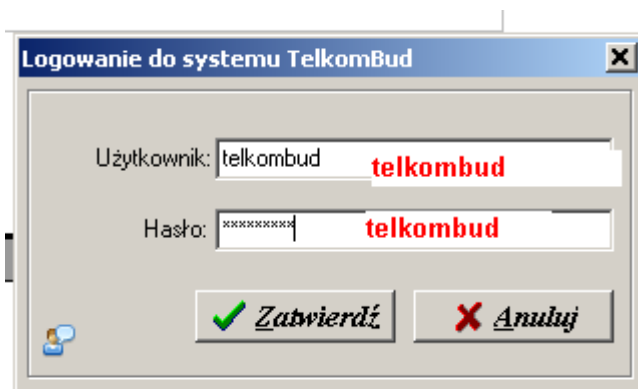 Logowanie do systemu TelkomBud
Użytkownik: telkombud telkombud
Hasło: ********* telkombud
Zatwierdź Anuluj